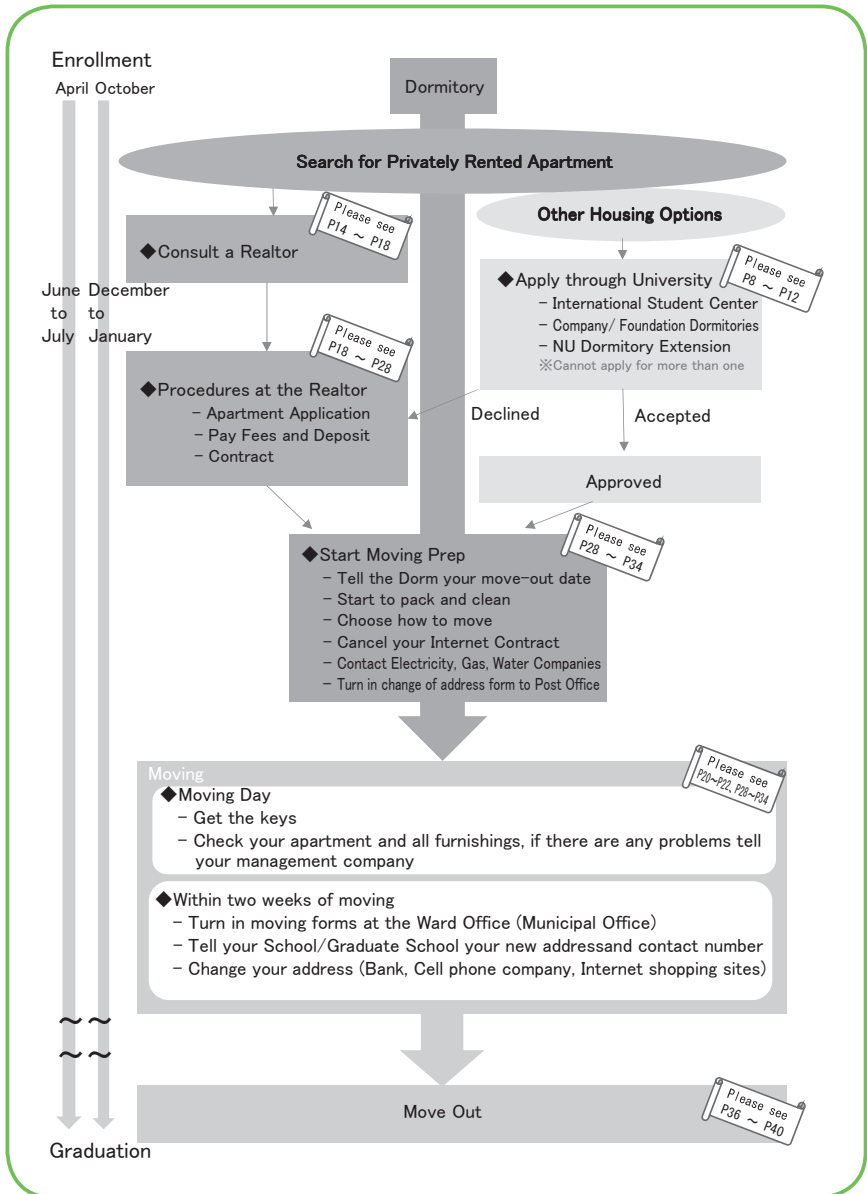 Enrollment
April October
Dormitory
Search for Privately Rented Apartment
Please see
P14 ～ P18
Other Housing Options
◆Consult a Realtor
Please see
P8 ～ P12
◆Apply through University
– International Student Center
– Company/ Foundation Dormitories
– NU Dormitory Extension
※Cannot apply for more than one
June December
to to
July January
Please see
P18 ～ P28
◆Procedures at the Realtor
– Apartment Application
– Pay Fees and Deposit
– Contract
Declined
Accepted
Approved
Please see
P28 ～ P34
◆Start Moving Prep
– Tell the Dorm your move-out date
– Start to pack and clean
– Choose how to move
– Cancel your Internet Contract
– Contact Electricity, Gas, Water Companies
– Turn in change of address form to Post Office
Moving
Please see
P20～P22、P28～P34
◆Moving Day
– Get the keys
– Check your apartment and all furnishings, if there are any problems tell
your management company
◆Within two weeks of moving
– Turn in moving forms at the Ward Office (Municipal Office)
– Tell your School/Graduate School your new addressand contact number
– Change your address (Bank, Cell phone company, Internet shopping sites)
～ ～
～ ～
Move Out
Please see
P36 ～ P40
Graduation